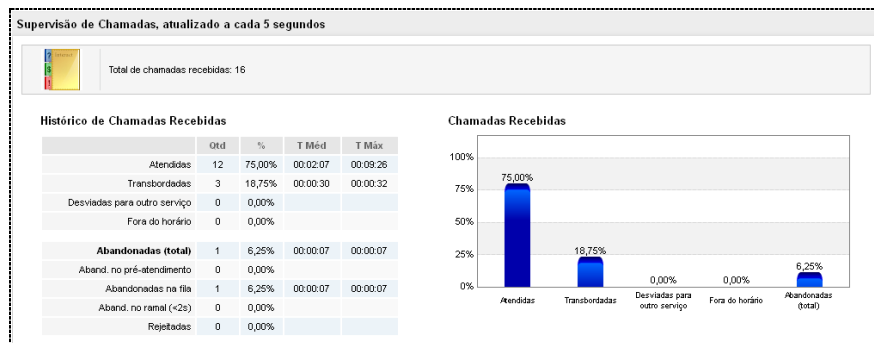 Supervisão de Chamadas, atualizado a cada 5 segundos
Total de chamadas recebidas: 16
Histórico de Chamadas Recebidas
Qtd % T Méd T Máx
Atendidas 12 75,00% 00:02:07 00:09:26
Transbordadas 3 18,75% 00:00:30 00:00:32
Desviadas para outro serviço 0 0,00%
Fora do horário 0 0,00%
Abandonadas (total) 1 6,25% 00:00:07 00:00:07
Aband. no pré-atendimento 0 0,00%
Abandonadas na fila 1 6,25% 00:00:07 00:00:07
Aband. no ramal (<2s) 0 0,00%
Rejeitadas 0 0,00%
Chamadas Recebidas
100%
75%
50%
25%
0%
75,00%
18,75%
0,00%
0,00%
6,25%
Atendidas
Transbordadas
Desviadas para
outro serviço
Fora do horário
Abandonadas
(total)